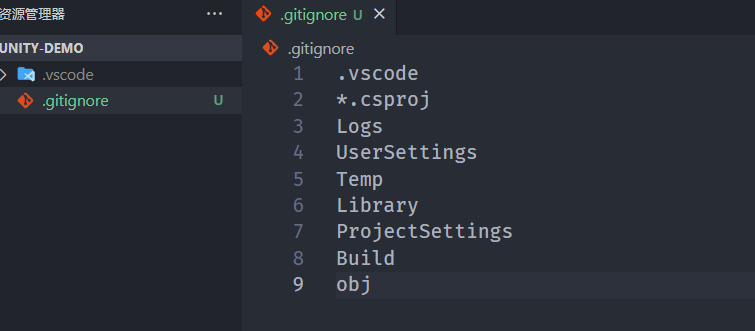 资源管理器 ···
.gitignore U ×
UNITY-DEMO
.vscode
.gitignore U
.gitignore
1 .vscode
2 *.csproj
3 Logs
4 UserSettings
5 Temp
6 Library
7 ProjectSettings
8 Build
9 obj